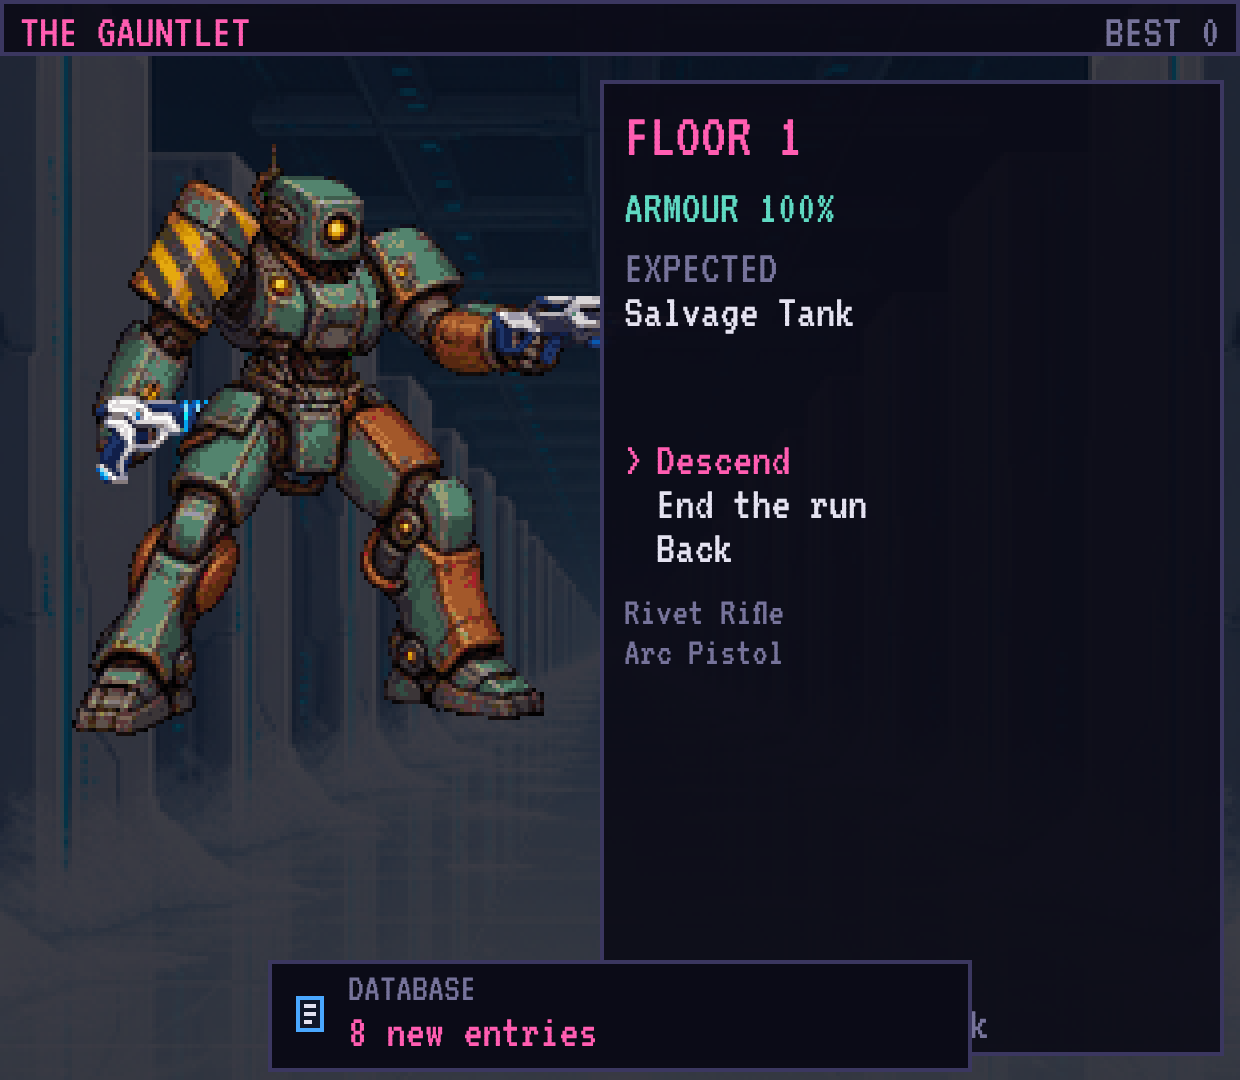 THE GAUNTLET
BEST 0
FLOOR 1
ARMOUR 100%
EXPECTED
Salvage Tank
> Descend
End the run
Back
Rivet Rifle
Arc Pistol
DATABASE
8 new entries